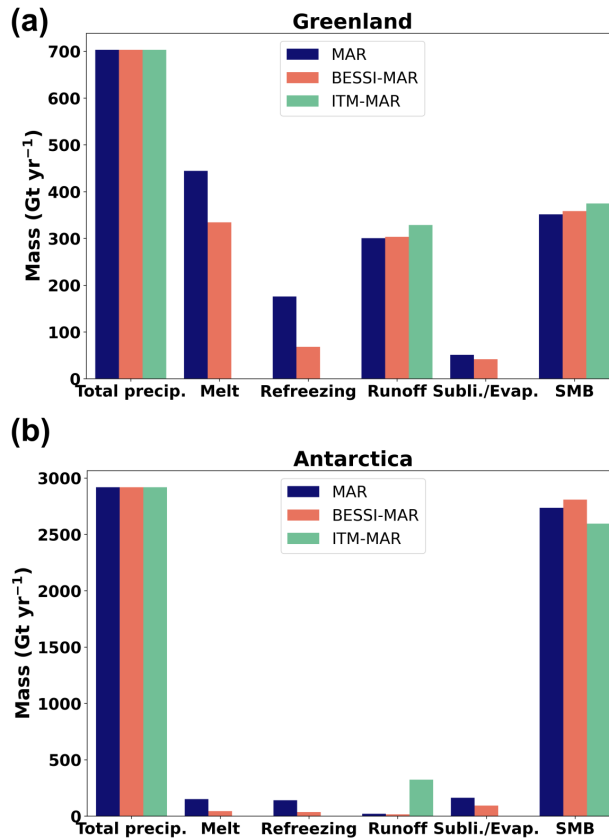 (a)
Greenland
700
600
500
400
300
200
100
0
Mass (Gt yr⁻¹)
MAR
BESSI-MAR
ITM-MAR
Total precip. Melt Refreezing Runoff Subli./Evap. SMB
(b)
Antarctica
3000
2500
2000
1500
1000
500
0
Mass (Gt yr⁻¹)
MAR
BESSI-MAR
ITM-MAR
Total precip. Melt Refreezing Runoff Subli./Evap. SMB